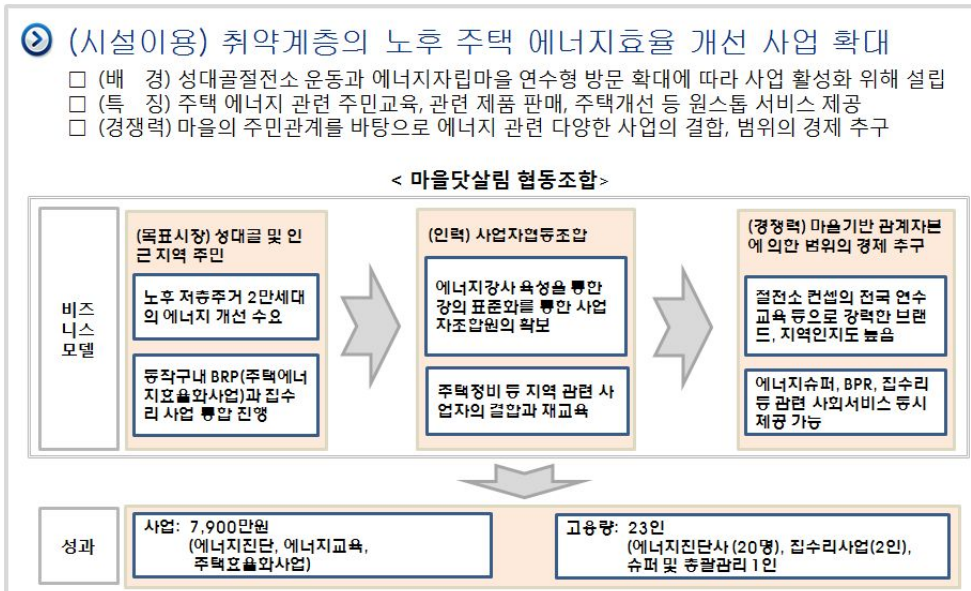 (시설이용) 취약계층의 노후 주택 에너지효율 개선 사업 확대
□ (배 경) 성대골절전소 운동과 에너지자립마을 연수형 방문 확대에 따라 사업 활성화 위해 설립
□ (특 징) 주택 에너지 관련 주민교육, 관련 제품 판매, 주택개선 등 원스톱 서비스 제공
□ (경쟁력) 마을의 주민관계를 바탕으로 에너지 관련 다양한 사업의 결합, 범위의 경제 추구
< 마을닷살림 협동조합>
비즈
니스
모델
(목표시장) 성대골 및 인
근 지역 주민
노후 저층주거 2만세대
의 에너지 개선 수요
동작구내 BRP(주택에너
지효율화사업)과 집수
리 사업 통합 진행
(인력) 사업자협동조합
에너지강사 육성을 통한
강의 표준화를 통한 사업
자조합원의 확보
주택정비 등 지역 관련 사
업자의 결합과 재교육
(경쟁력) 마을기반 관계자본
에 의한 범위의 경제 추구
절전소 컨셉의 전국 연수
교육 등으로 강력한 브랜
드, 지역인지도 높음
에너지슈퍼, BPR, 집수리
등 관련 사회서비스 동시
제공 가능
성과
사업: 7,900만원
(에너지진단, 에너지교육,
주택효율화사업)
고용량: 23인
(에너지진단사 (20명), 집수리사업(2인),
슈퍼 및 총괄관리 1인